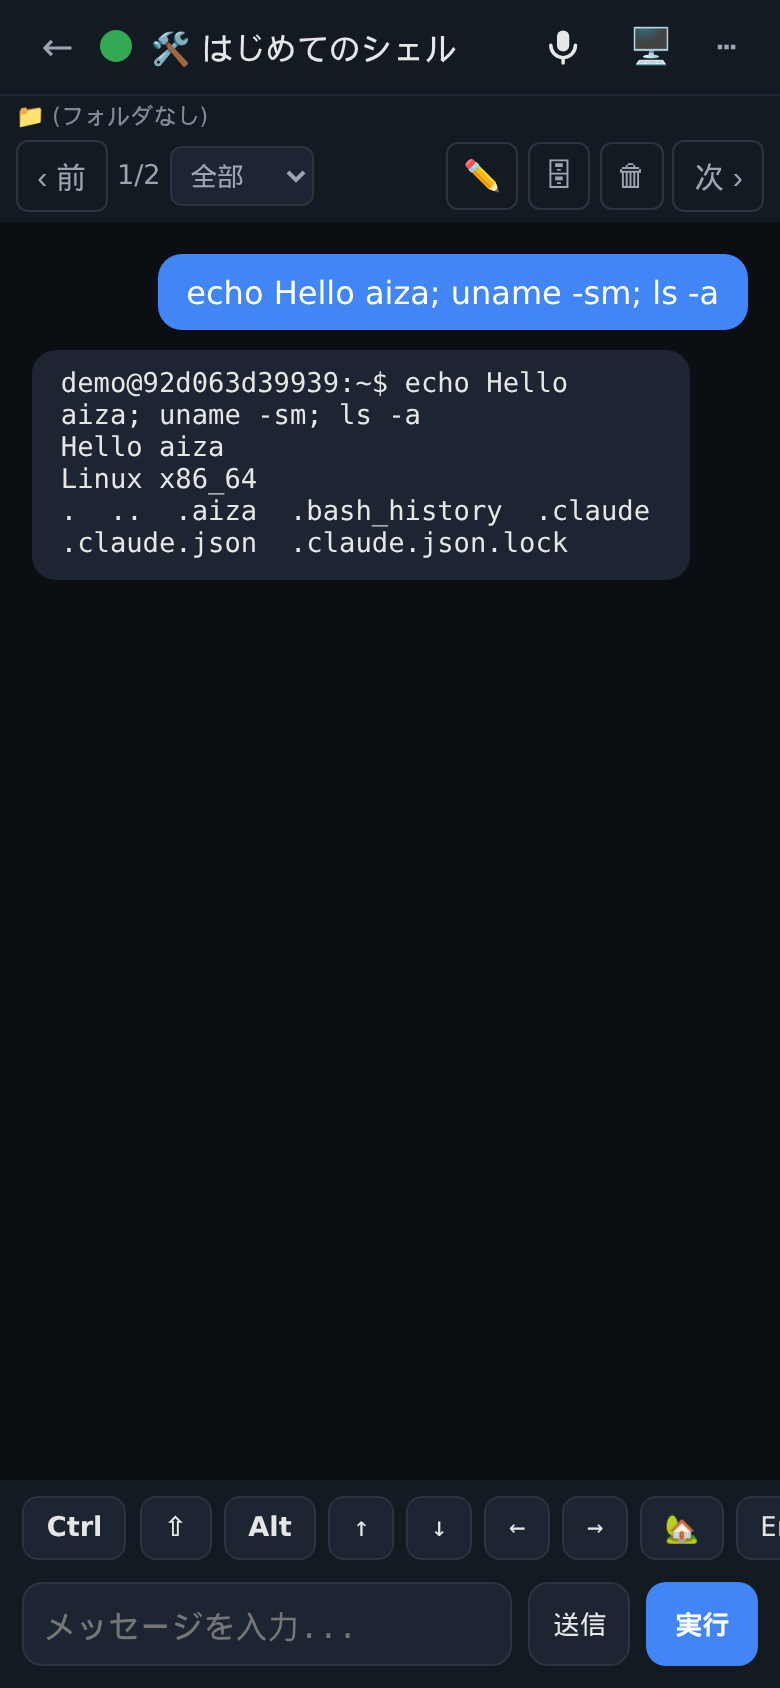 ← 🛠️ はじめてのシェル ⋯
📁 (フォルダなし)
‹ 前 1/2 全部 次 ›
echo Hello aiza; uname -sm; ls -a
demo@92d063d39939:~$ echo Hello
aiza; uname -sm; ls -a
Hello aiza
Linux x86_64
.  ..  .aiza  .bash_history  .claude
.claude.json  .claude.json.lock
Ctrl ⇧ Alt ↑ ↓ ← →
メッセージを入力... 送信 実行